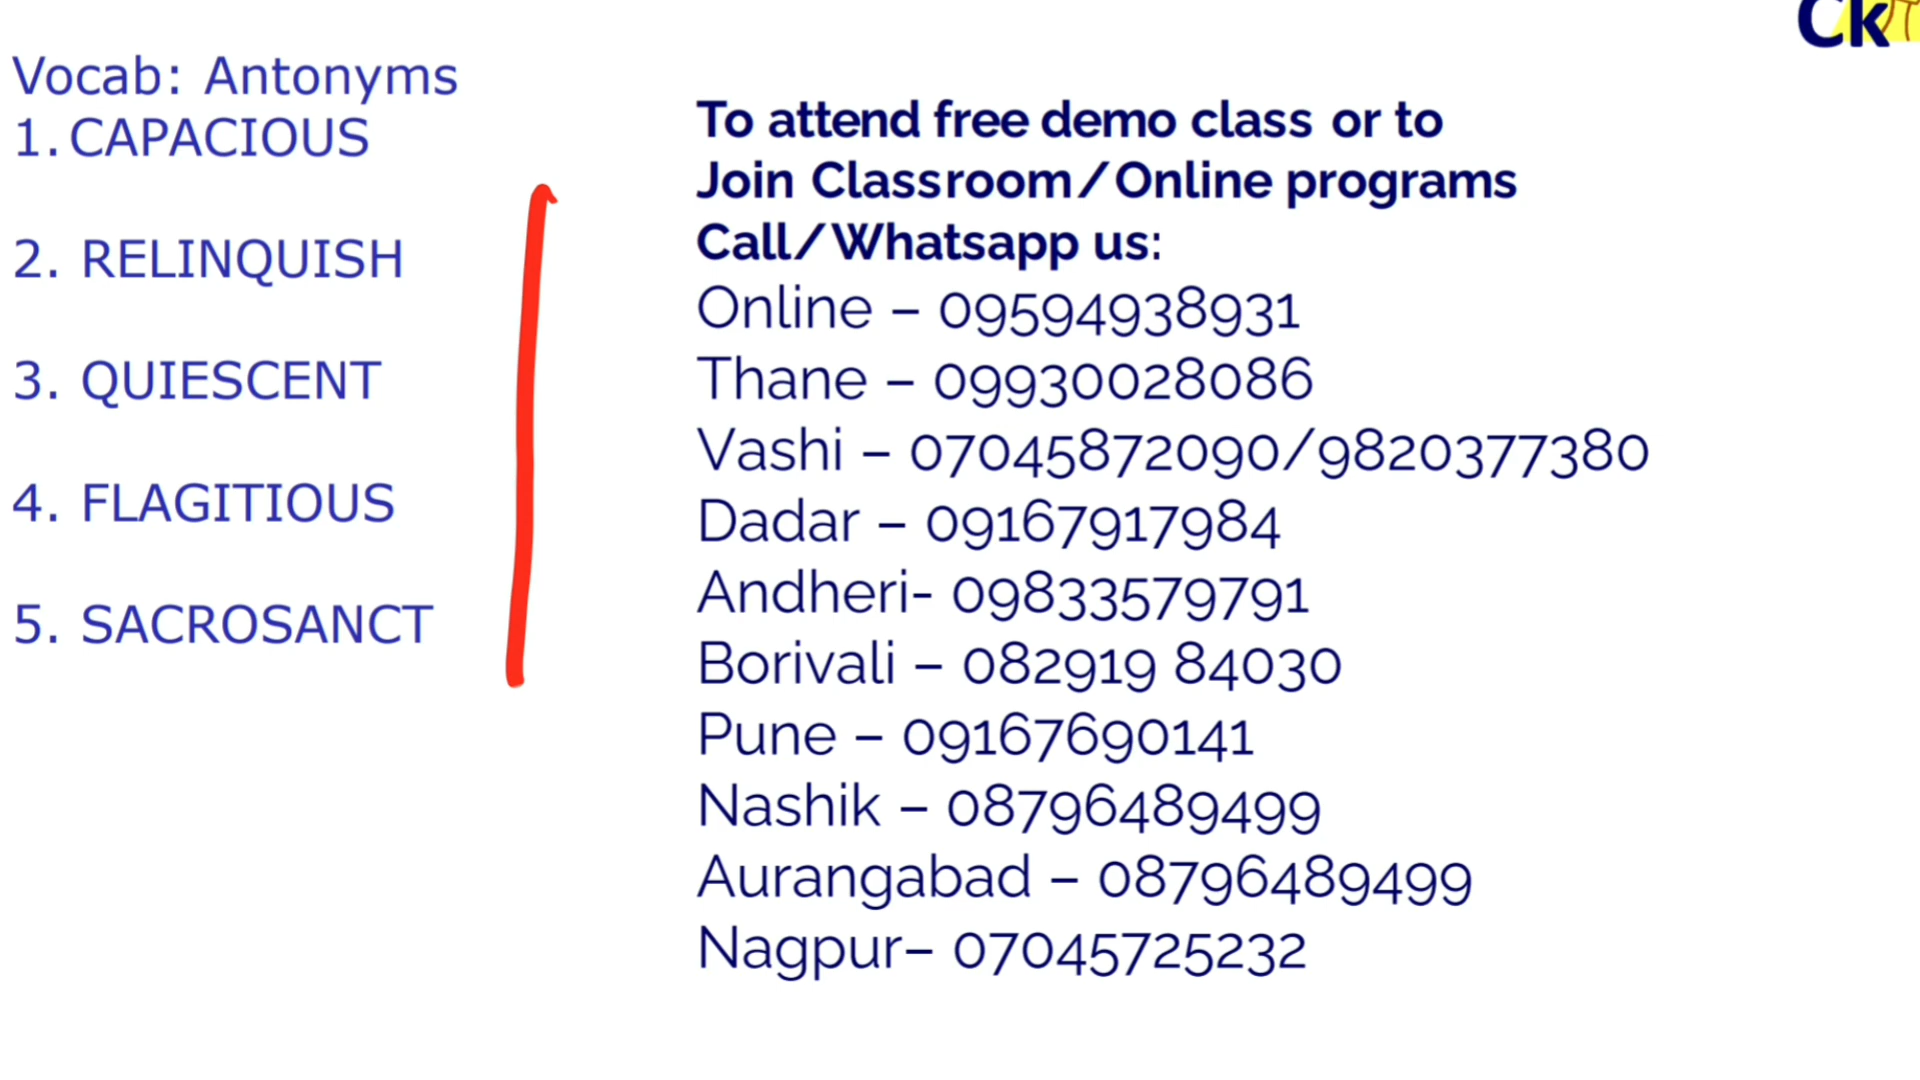 Ck
Vocab: Antonyms
1. CAPACIOUS
2. RELINQUISH
3. QUIESCENT
4. FLAGITIOUS
5. SACROSANCT
To attend free demo class or to
Join Classroom/Online programs
Call/Whatsapp us:
Online – 09594938931
Thane – 09930028086
Vashi – 07045872090/9820377380
Dadar – 09167917984
Andheri- 09833579791
Borivali – 082919 84030
Pune – 09167690141
Nashik – 08796489499
Aurangabad – 08796489499
Nagpur– 07045725232